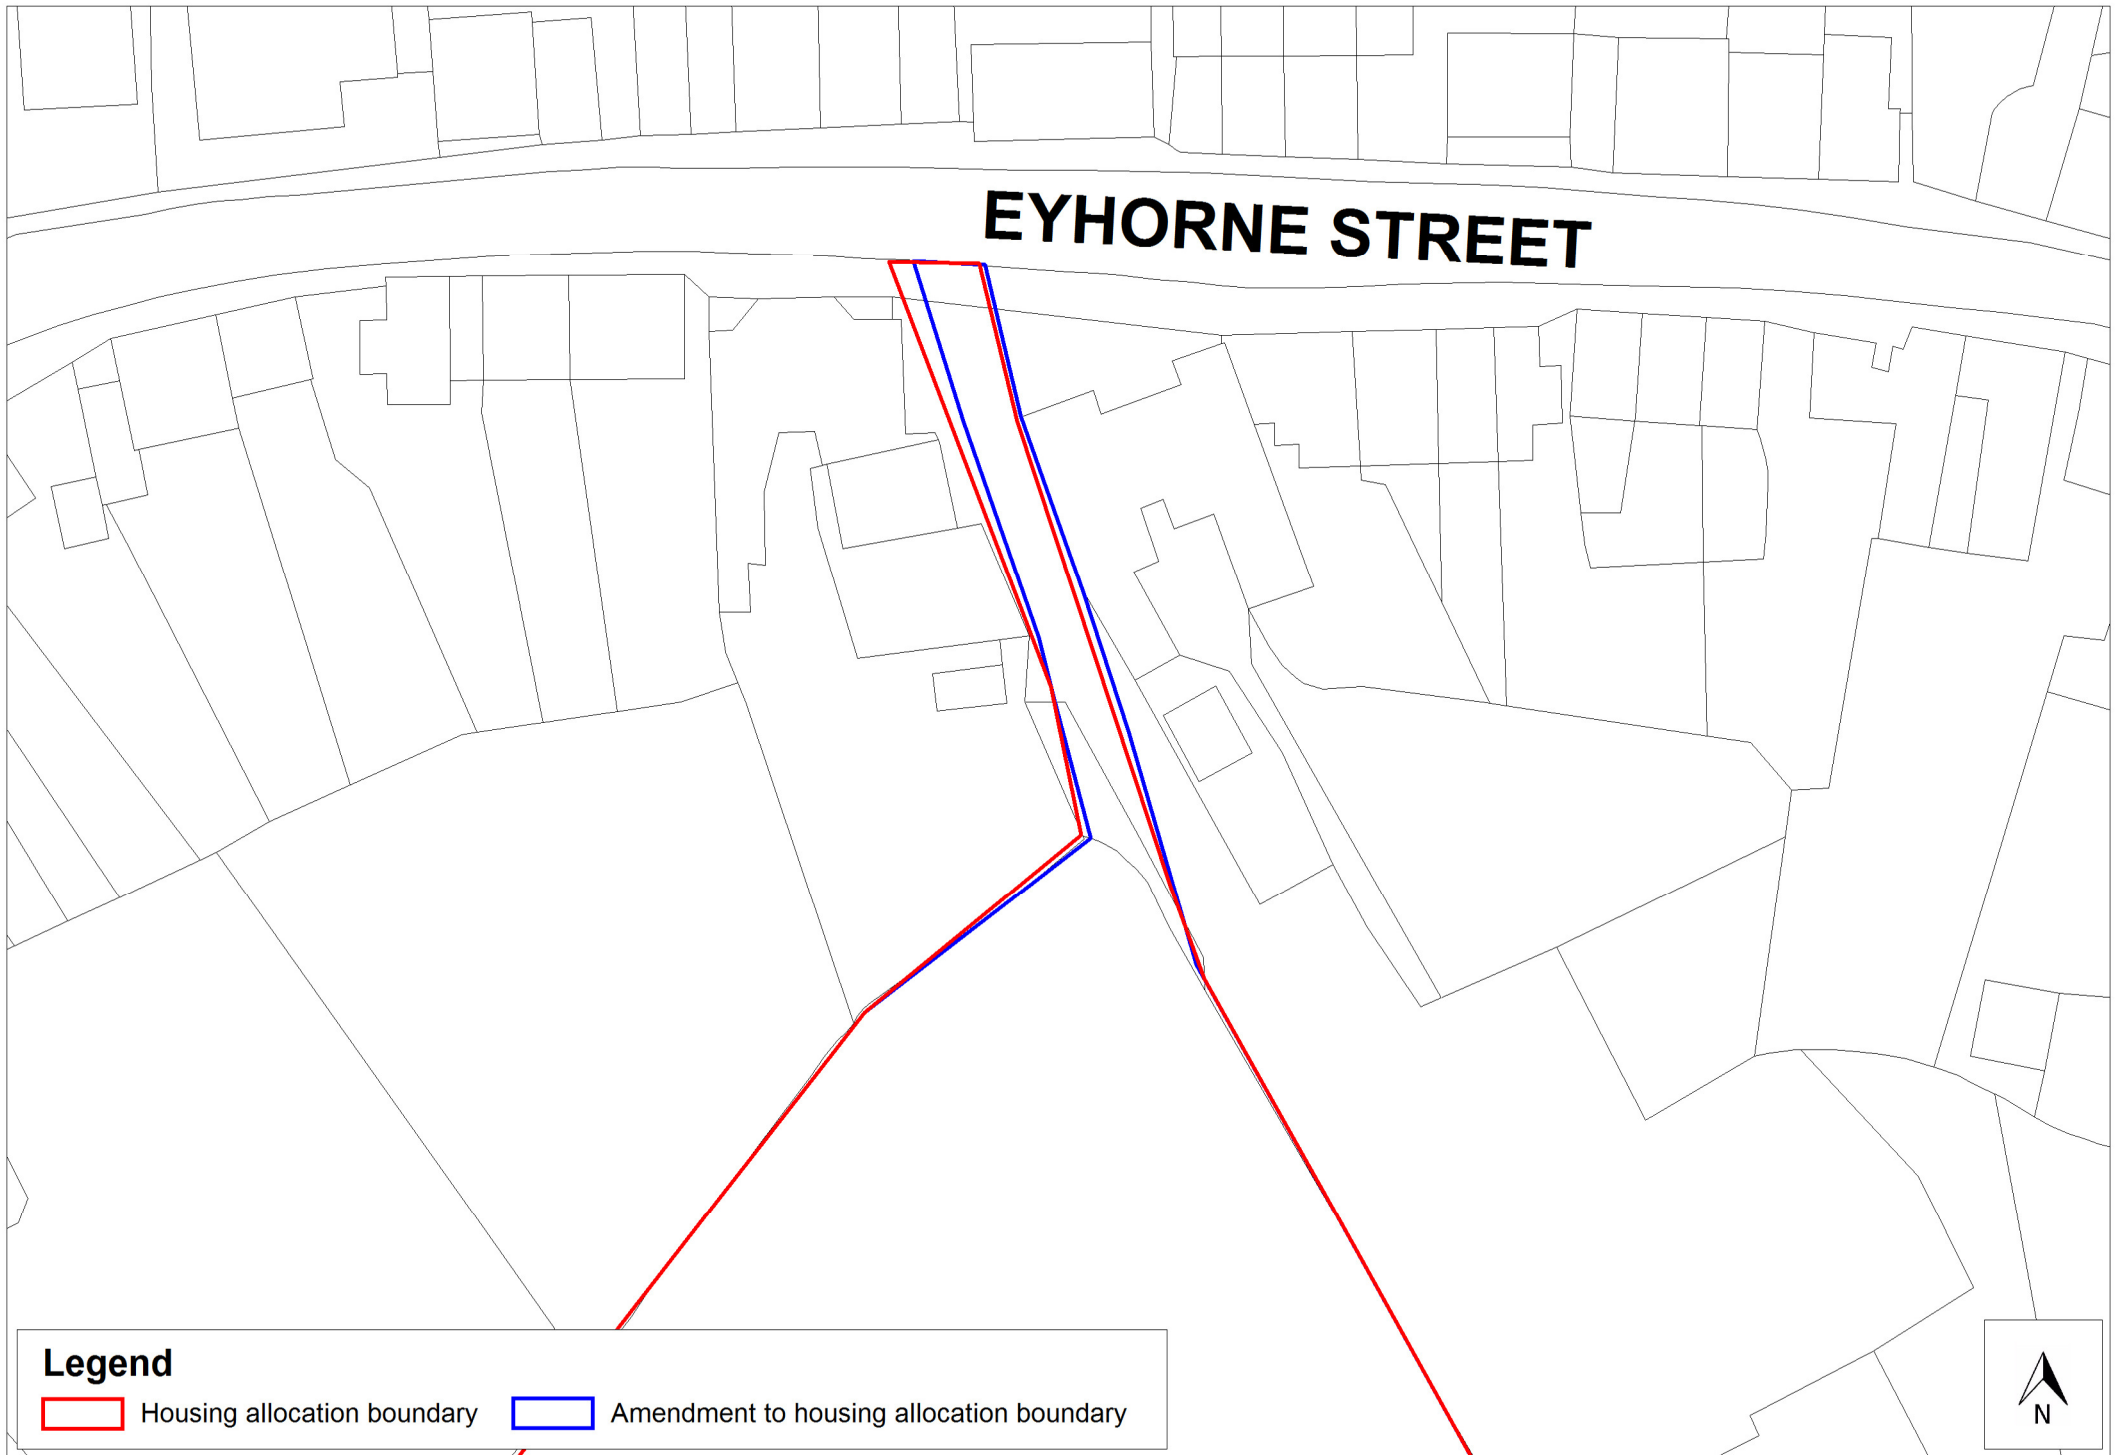 EYHORNE STREET
Legend
Housing allocation boundary
Amendment to housing allocation boundary
N